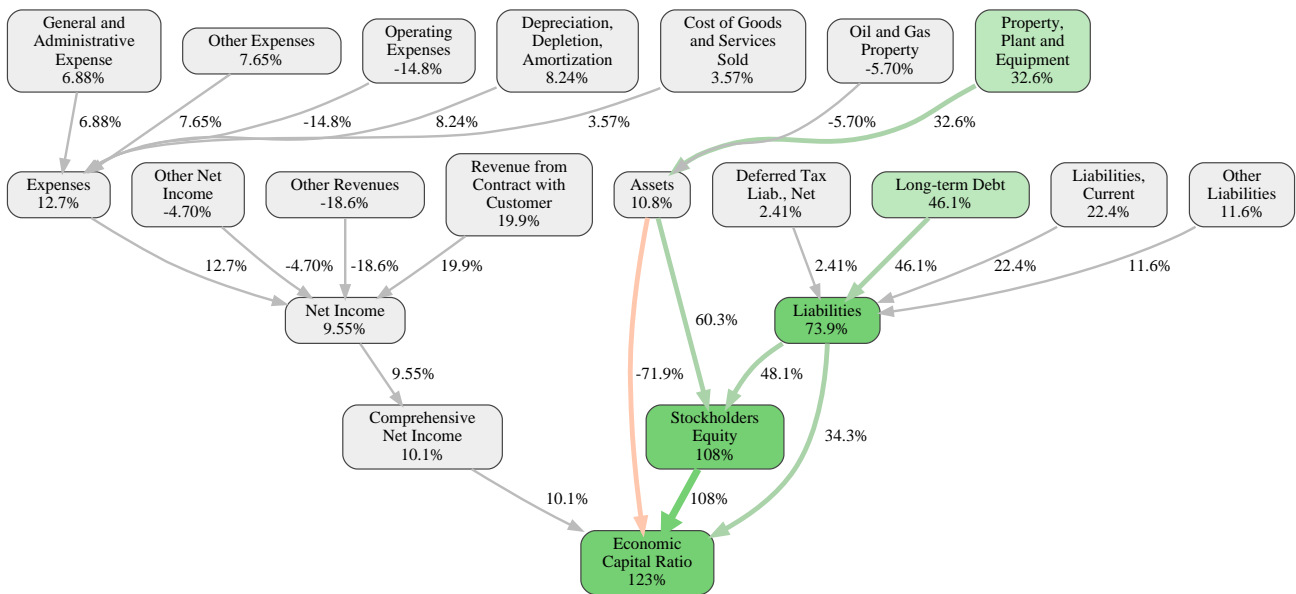 General and
Administrative
Expense
6.88%
Other Expenses
7.65%
Operating
Expenses
-14.8%
Depreciation,
Depletion,
Amortization
8.24%
Cost of Goods
and Services
Sold
3.57%
Oil and Gas
Property
-5.70%
Property,
Plant and
Equipment
32.6%
6.88%
7.65%
-14.8%
8.24%
3.57%
-5.70%
32.6%
Expenses
12.7%
Other Net
Income
-4.70%
Other Revenues
-18.6%
Revenue from
Contract with
Customer
19.9%
Assets
10.8%
Deferred Tax
Liab., Net
2.41%
Long-term Debt
46.1%
Liabilities,
Current
22.4%
Other
Liabilities
11.6%
12.7%
-4.70%
-18.6%
19.9%
2.41%
46.1%
22.4%
11.6%
Net Income
9.55%
60.3%
Liabilities
73.9%
9.55%
-71.9%
48.1%
Comprehensive
Net Income
10.1%
Stockholders
Equity
108%
34.3%
10.1%
108%
Economic
Capital Ratio
123%